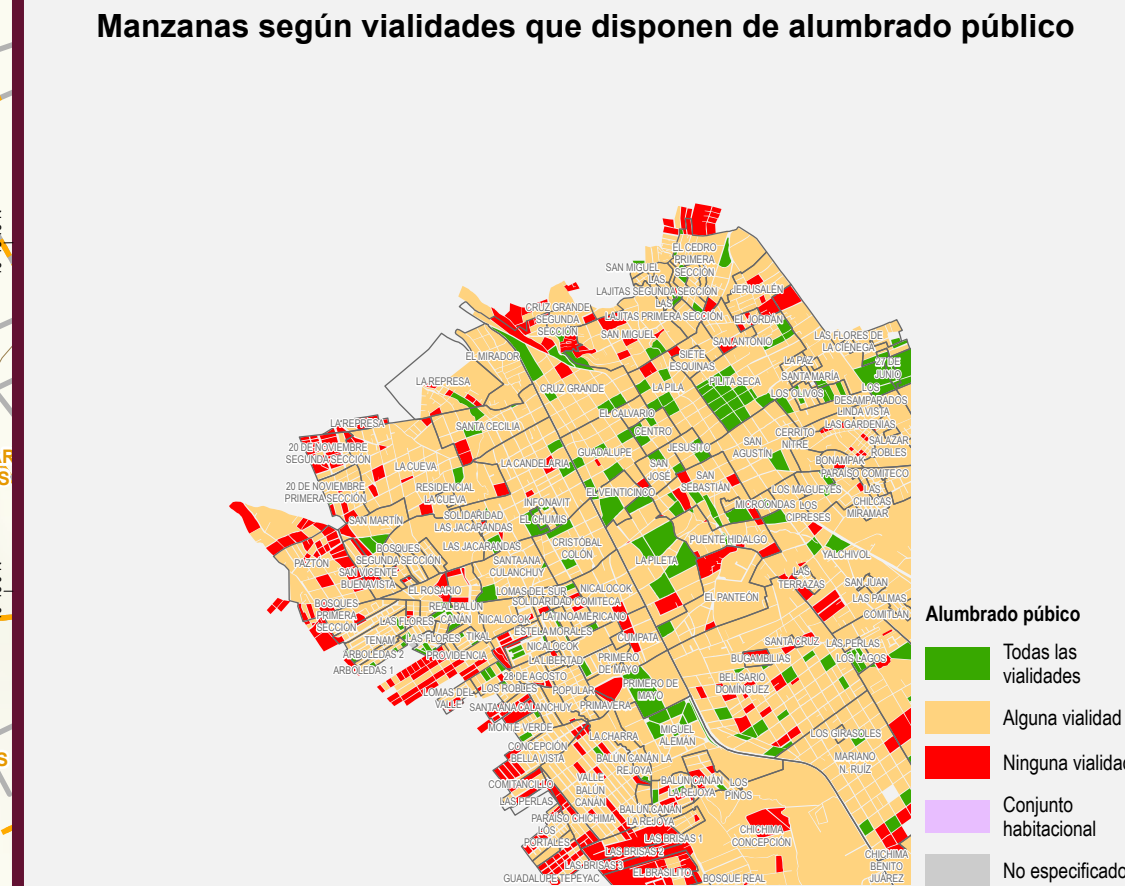 Manzanas según vialidades que disponen de alumbrado público
EL CEDRO
PRIMERA
SECCIÓN
SAN MIGUEL
LAS
LAJITAS SEGUNDA SECCIÓN
JERUSALÉN
LAS
LAJITAS PRIMERA SECCIÓN
CRUZ GRANDE
SEGUNDA
SECCIÓN
EL JORDÁN
SAN MIGUEL
SAN ANTONIO
LAS FLORES DE
LA CIÉNEGA
EL MIRADOR
SIETE
ESQUINAS
LA PAZ
27 DE
JUNIO
LA REPRESA
CRUZ GRANDE
LA PILA
PILITA SECA
SANTA MARÍA
LOS OLIVOS
LOS
DESAMPARADOS
EL CALVARIO
LINDA VISTA
LA REPRESA
SANTA CECILIA
CENTRO
CERRITO
NITRE
LAS GARDENIAS
20 DE NOVIEMBRE
SEGUNDA SECCIÓN
GUADALUPE
JESUSITO
SAN
AGUSTÍN
SALAZAR
ROBLES
LA CUEVA
LA CANDELARIA
SAN
JOSÉ
SAN
SEBASTIÁN
BONAMPAK
PARAÍSO COMITECO
20 DE NOVIEMBRE
PRIMERA SECCIÓN
RESIDENCIAL
LA CUEVA
INFONAVIT
EL VEINTICINCO
LOS MAGUEYES
LAS
CHILCAS
MICROONDAS
LOS
CIPRESES
MIRAMAR
SAN MARTÍN
SOLIDARIDAD
LAS JACARANDAS
EL CHUMIS
BOSQUES
SEGUNDA SECCIÓN
LAS JACARANDAS
CRISTÓBAL
COLÓN
PUENTE HIDALGO
PAZTÓN
SANTA ANA
CULANCHUY
LA PILETA
YALCHIVOL
SAN VICENTE
BUENAVISTA
LAS
TERRAZAS
SAN JUAN
EL ROSARIO
LOMAS DEL SUR
NICALOCOK
EL PANTEÓN
LAS PALMAS
BOSQUES
PRIMERA
SECCIÓN
REAL BALÚN
CANÁN
SOLIDARIDAD COMITECA
COMITLÁN
LAS FLORES
NICALOCOK
LATINOAMERICANO
TENAM
LAS FLORES
TIKAL
ESTELA MORALES
CUMPATA
SANTA CRUZ
LAS PERLAS
ARBOLEDAS 2
PROVIDENCIA
NICALOCOK
LA LIBERTAD
PRIMERO
DE MAYO
BUGAMBILIAS
LOS LAGOS
ARBOLEDAS 1
28 DE AGOSTO
BELISARIO
DOMÍNGUEZ
LOMAS DEL
VALLE
LOS ROBLES
POPULAR
PRIMERO DE
MAYO
SANTA ANA CALANCHUY
PRIMAVERA
MONTE VERDE
LA CHARRA
MIGUEL
ALEMÁN
LOS GIRASOLES
CONCEPCIÓN
BELLA VISTA
BALÚN CANÁN LA
REJOYA
MARIANO
N. RUÍZ
COMITANCILLO
VALLE
BALÚN
CANÁN
BALÚN CANÁN
LA REJOYA
LOS
PINOS
LAS PERLAS
BALÚN CANÁN
LA REJOYA
PARAÍSO CHICHIMA
LOS
PORTALES
CHICHIMA
CONCEPCIÓN
LAS BRISAS 1
LAS BRISAS 2
LAS BRISAS 3
EL BRASILITO
CHICHIMA
BENITO
JUÁREZ
GUADALUPE TEPEYAC
BOSQUE REAL
Alumbrado púbico
Todas las
vialidades
Alguna vialidad
Ninguna vialidad
Conjunto
habitacional
No especificado